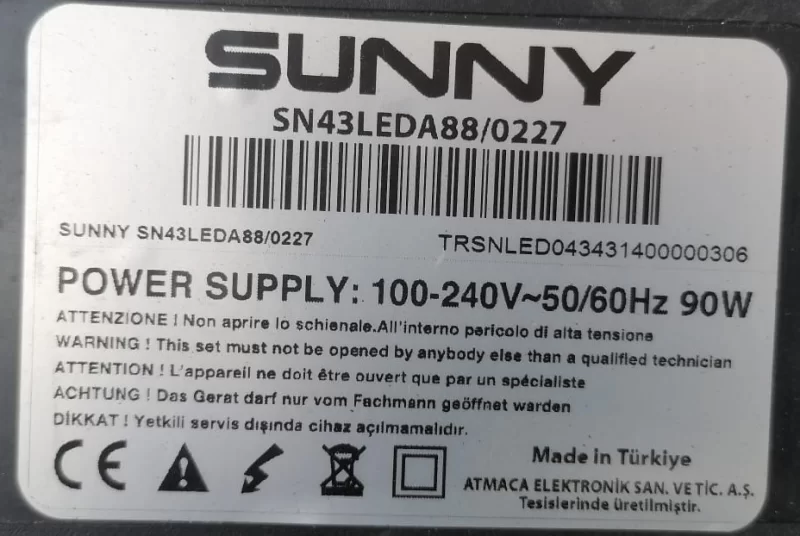 SUNNY
SN43LEDA88/0227
SUNNY SN43LEDA88/0227 TRSNLED043431400000306
POWER SUPPLY: 100-240V~50/60Hz 90W
ATTENZIONE ! Non aprire lo schienale.All'interno pericolo di alta tensione
WARNING ! This set must not be opened by anybody else than a qualified technician
ATTENTION ! L'appareil ne doit être ouvert que par un spécialiste
ACHTUNG ! Das Gerat darf nur vom Fachmann geöffnet warden
DİKKAT ! Yetkili servis dışında cihaz açılmamalıdır.
CE
Made in Türkiye
ATMACA ELEKTRONİK SAN. VE TİC. A.Ş.
Tesislerinde üretilmiştir.